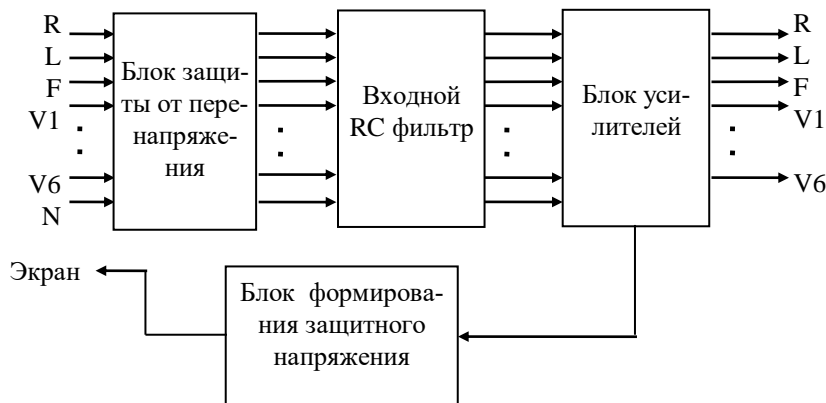 R
L
F
V1
V6
N
Блок защи-
ты от пере-
напряже-
ния
Входной
RC фильтр
Блок уси-
лителей
R
L
F
V1
V6
Экран
Блок формирова-
ния защитного
напряжения